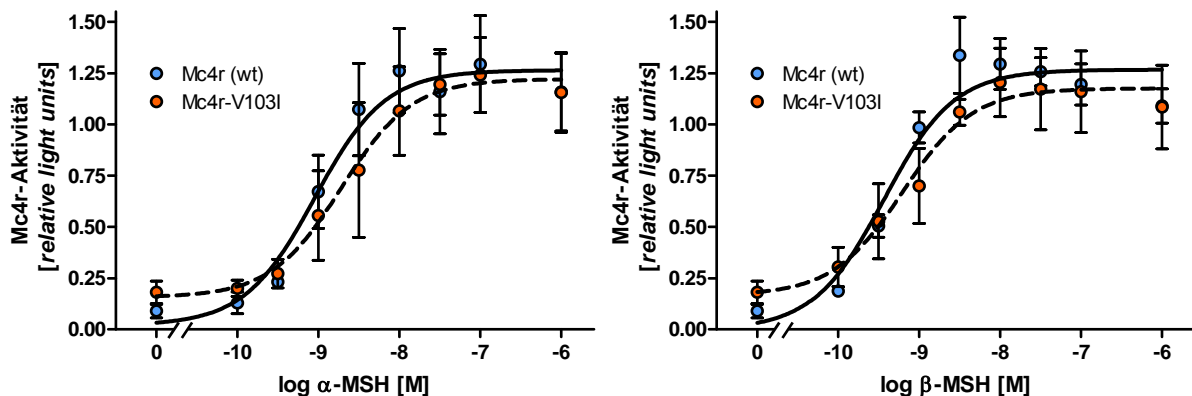 1.50
1.25
1.00
0.75
0.50
0.25
0.00
Mc4r-Aktivität
[relative light units]
Mc4r (wt)
Mc4r-V103I
0 -10 -9 -8 -7 -6
log α-MSH [M]
1.50
1.25
1.00
0.75
0.50
0.25
0.00
Mc4r-Aktivität
[relative light units]
Mc4r (wt)
Mc4r-V103I
0 -10 -9 -8 -7 -6
log β-MSH [M]